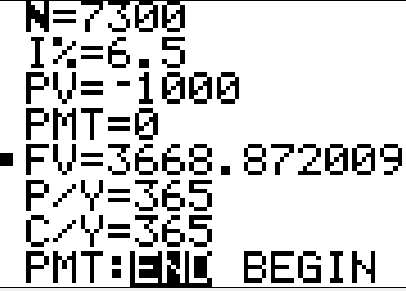 N=7300
I%=6.5
PV=-1000
PMT=0
FV=3668.872009
P/Y=365
C/Y=365
PMT:END BEGIN